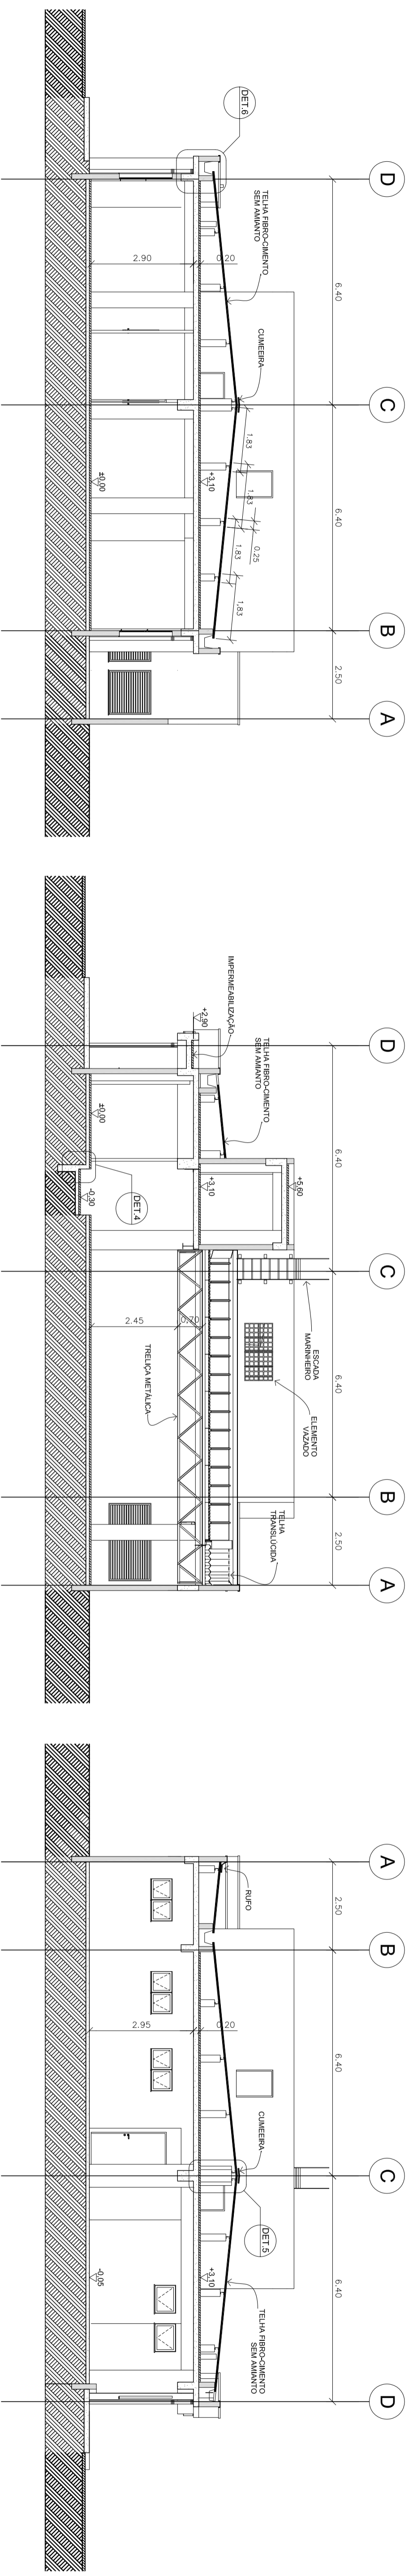 D
C
B
A
6.40
6.40
2.50
DET.6
TELHA FIBRO-CIMENTO
SEM AMIANTO
CUMEEIRA
1,83
1,83
0,25
1,83
1,83
2.90
0.20
±0,00
+3,10
D
C
B
A
6.40
6.40
2.50
IMPERMEABILIZAÇÃO
TELHA FIBRO-CIMENTO
SEM AMIANTO
+2,90
+5,60
+3,10
±0,00
-0,30
DET.4
ESCADA
MARINHEIRO
ELEMENTO
VAZADO
TELHA
TRANSLÚCIDA
TRELIÇA METÁLICA
2.45
0.70
A
B
C
D
2.50
6.40
6.40
RUFO
CUMEEIRA
DET.5
TELHA FIBRO-CIMENTO
SEM AMIANTO
2.95
0.20
+3,10
-0,05